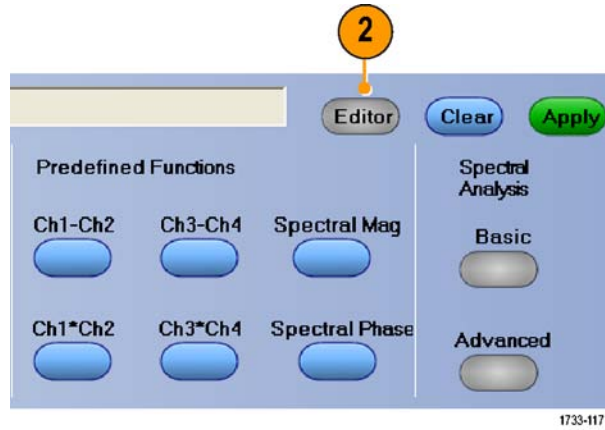 2
Editor Clear Apply
Predefined Functions
Spectral
Analysis
Ch1-Ch2 Ch3-Ch4 Spectral Mag
Basic
Ch1*Ch2 Ch3*Ch4 Spectral Phase
Advanced
1733-117